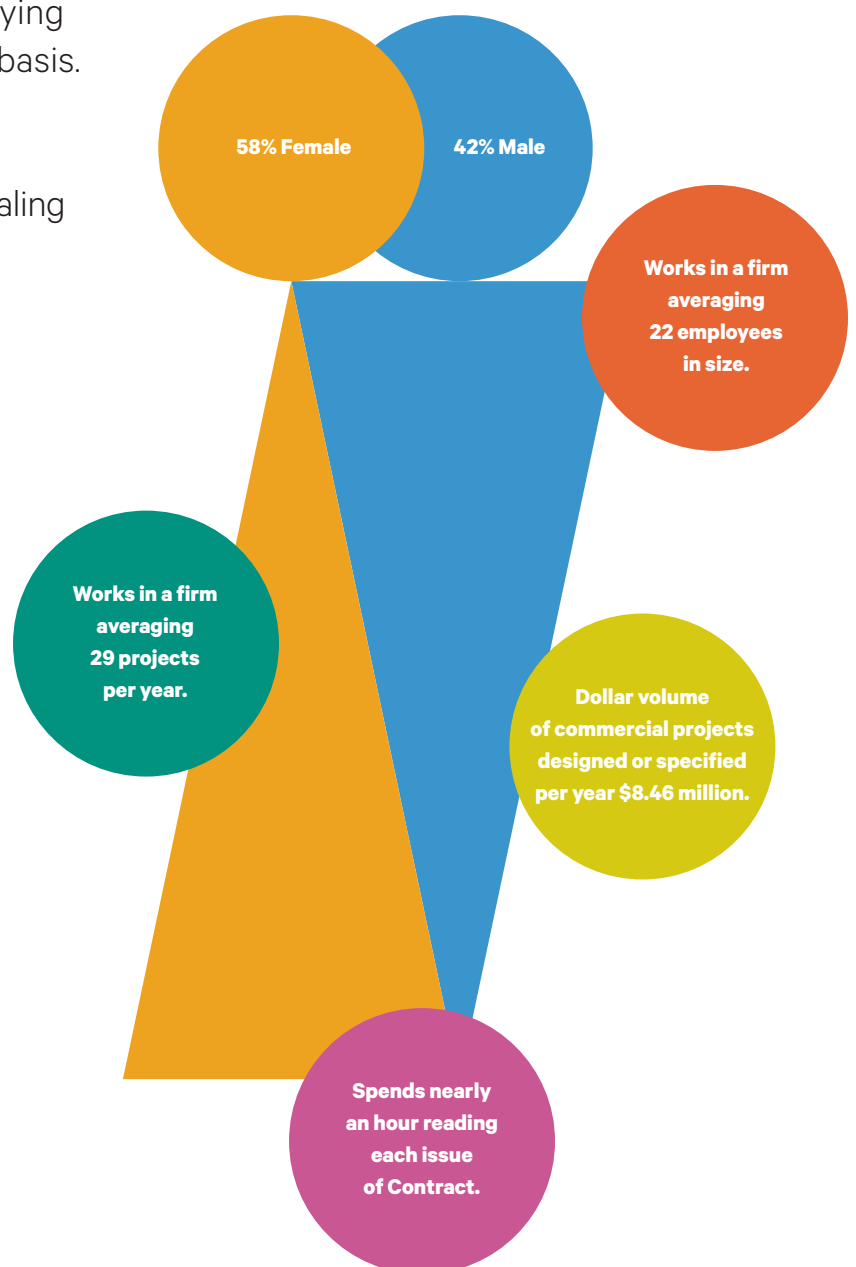 basis.
58% Female
42% Male
Works in a firm
averaging
22 employees
in size.
Works in a firm
averaging
29 projects
per year.
Dollar volume
of commercial projects
designed or specified
per year $8.46 million.
Spends nearly
an hour reading
each issue
of Contract.